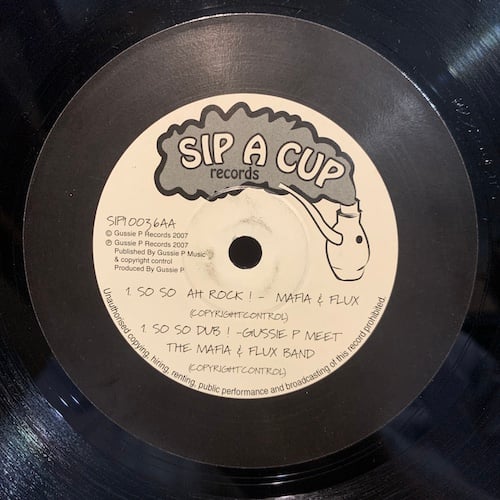 SIP A CUP
records
SIP10036AA
© Gussie P Records 2007
℗ Gussie P Records 2007
Published By Gussie P Music
& copyright control
Produced By Gussie P
1. SO SO AH ROCK ! - MAFIA & FLUX
(COPYRIGHTCONTROL)
1. SO SO DUB ! -GUSSIE P MEET
THE MAFIA & FLUX BAND
(COPYRIGHTCONTROL)
Unauthorised copying, hiring, renting, public performance and broadcasting of this record prohibited.